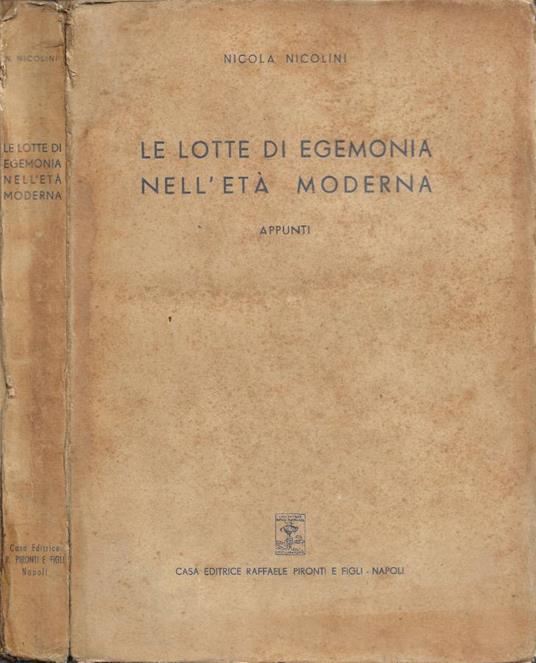 N. NICOLINI
LE LOTTE DI
EGEMONIA
NELL'ETÀ
MODERNA
Casa Editrice
R. PIRONTI E FIGLI
Napoli
NICOLA NICOLINI
LE LOTTE DI EGEMONIA
NELL'ETÀ MODERNA
APPUNTI
CASA EDITRICE RAFFAELE PIRONTI E FIGLI - NAPOLI